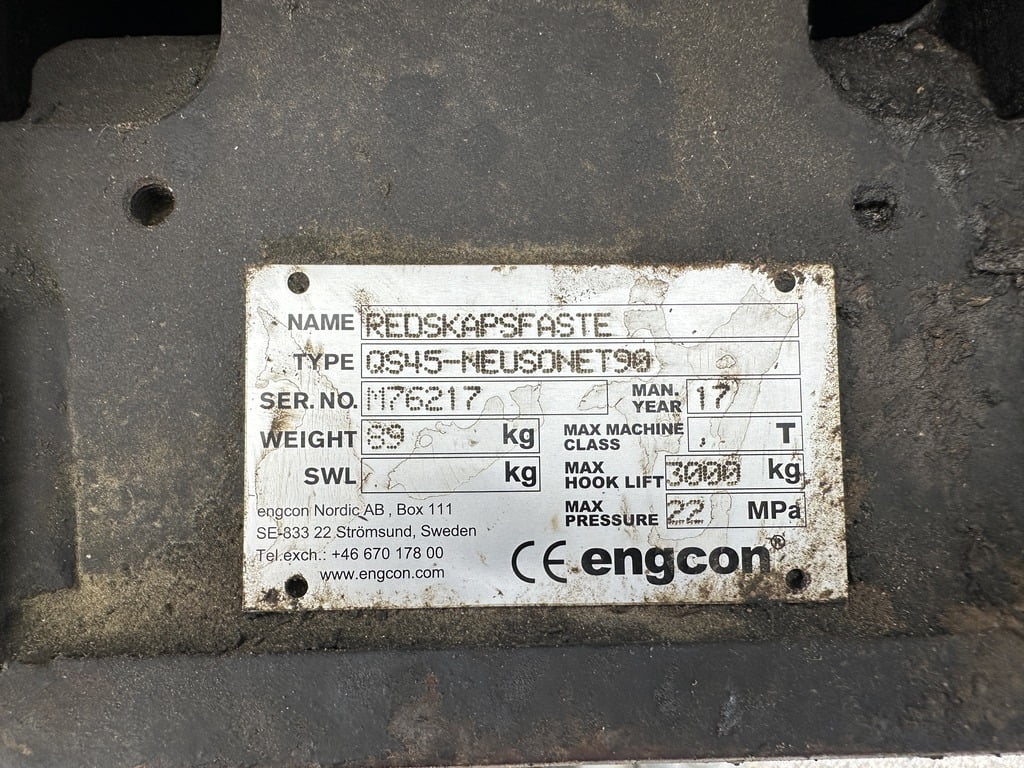 NAME REDSKAPSFASTE
TYPE QS45-NEUSONET90
SER. NO. M76217 MAN. YEAR 17
WEIGHT 89 kg MAX MACHINE CLASS , T
SWL kg MAX HOOK LIFT 3000 kg
MAX PRESSURE 22 MPa
engcon Nordic AB , Box 111
SE-833 22 Strömsund, Sweden
Tel.exch.: +46 670 178 00
www.engcon.com
CE engcon®